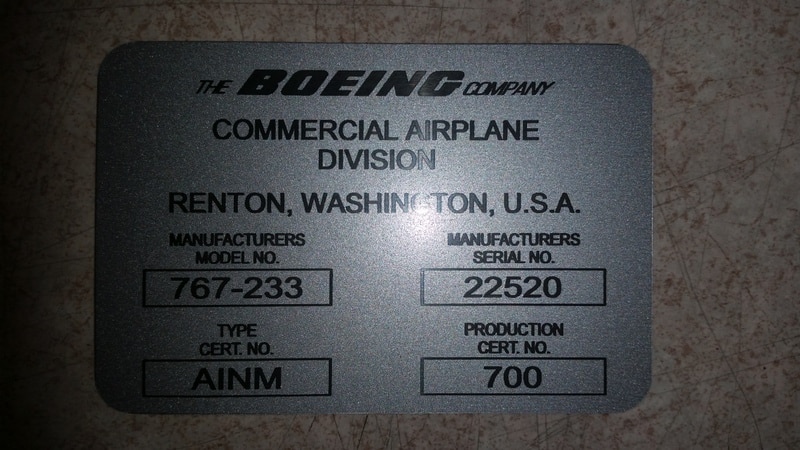 THE BOEING COMPANY
COMMERCIAL AIRPLANE
DIVISION
RENTON, WASHINGTON, U.S.A.
MANUFACTURERS
MODEL NO.
767-233
MANUFACTURERS
SERIAL NO.
22520
TYPE
CERT. NO.
AINM
PRODUCTION
CERT. NO.
700